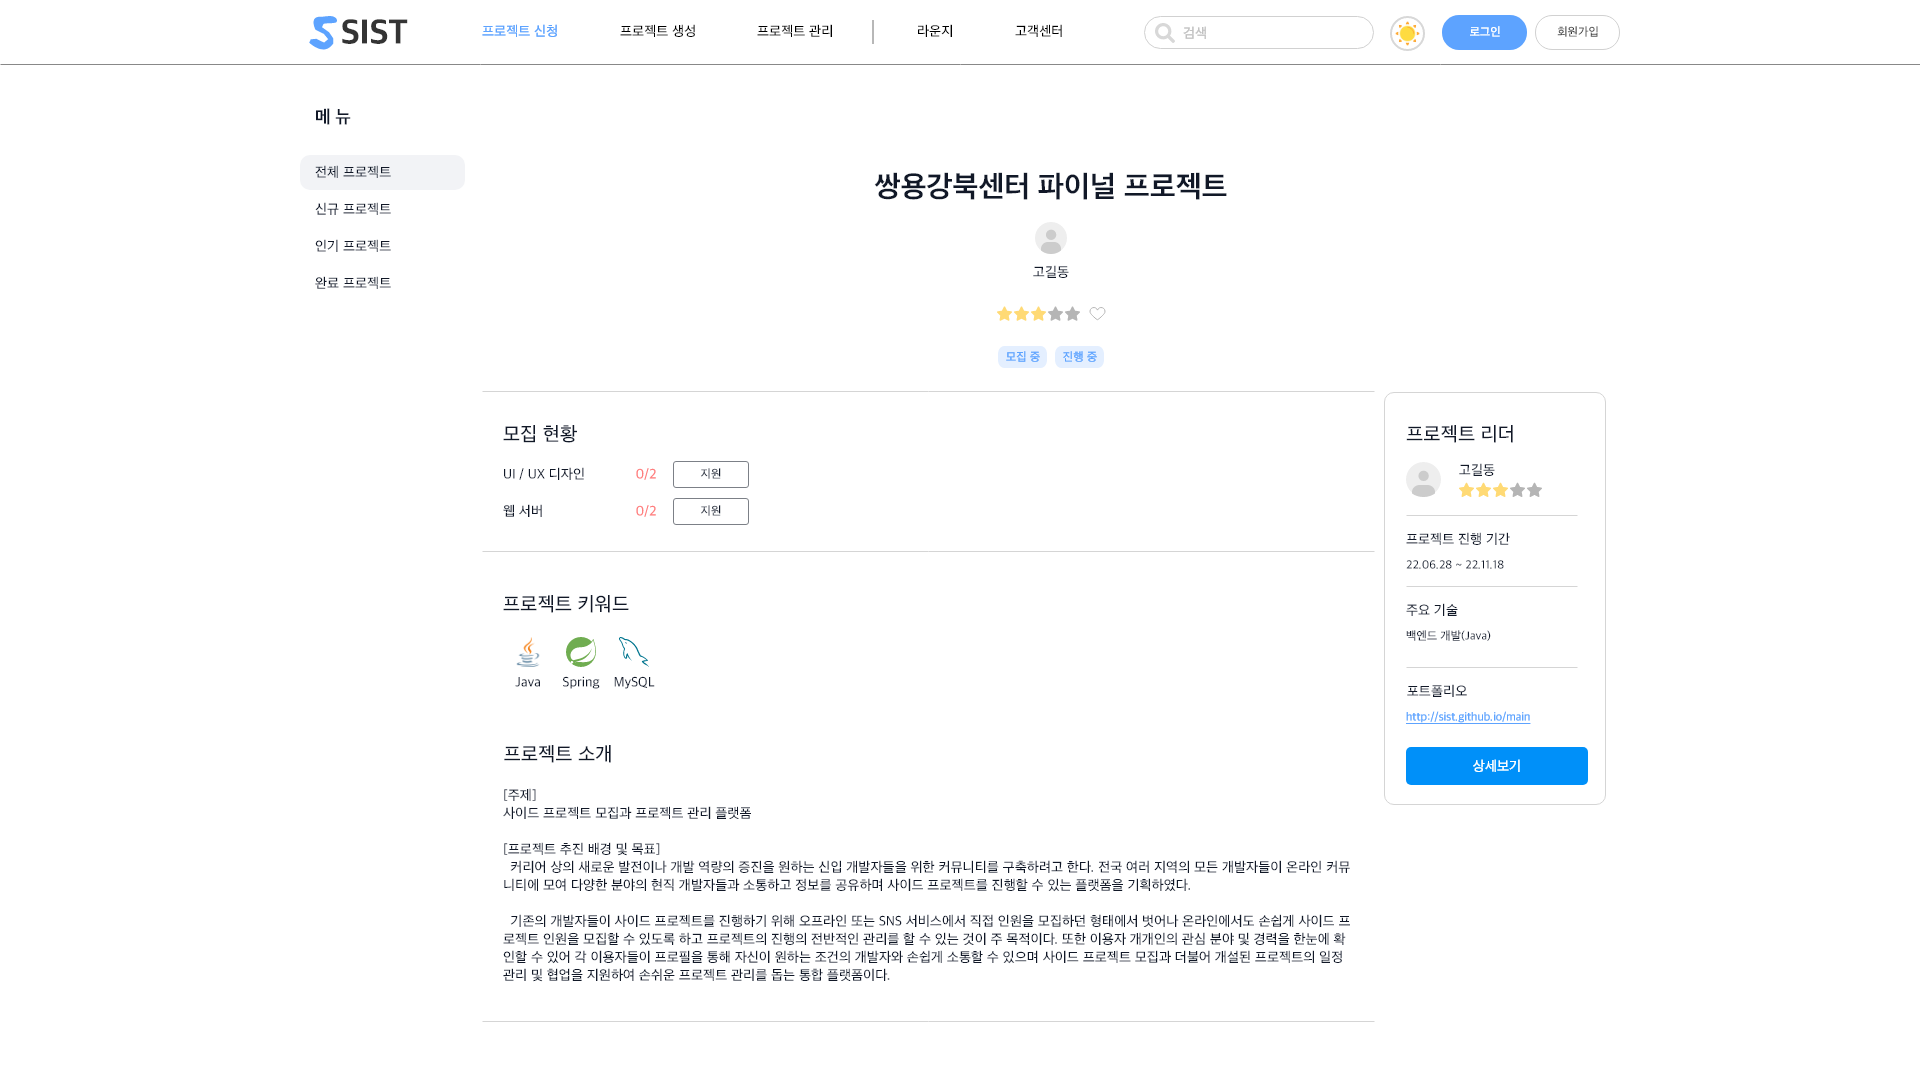 SIST
프로젝트 신청
프로젝트 생성
프로젝트 관리
라운지
고객센터
검색
로그인
회원가입
메 뉴
전체 프로젝트
신규 프로젝트
인기 프로젝트
완료 프로젝트
쌍용강북센터 파이널 프로젝트
고길동
모집 중
진행 중
모집 현황
UI / UX 디자인 0/2 지원
웹 서버 0/2 지원
프로젝트 키워드
Java
Spring
MySQL
프로젝트 소개
[주제]
사이드 프로젝트 모집과 프로젝트 관리 플랫폼
[프로젝트 추진 배경 및 목표]
커리어 상의 새로운 발전이나 개발 역량의 증진을 원하는 신입 개발자들을 위한 커뮤니티를 구축하려고 한다. 전국 여러 지역의 모든 개발자들이 온라인 커뮤
니티에 모여 다양한 분야의 현직 개발자들과 소통하고 정보를 공유하며 사이드 프로젝트를 진행할 수 있는 플랫폼을 기획하였다.
기존의 개발자들이 사이드 프로젝트를 진행하기 위해 오프라인 또는 SNS 서비스에서 직접 인원을 모집하던 형태에서 벗어나 온라인에서도 손쉽게 사이드 프
로젝트 인원을 모집할 수 있도록 하고 프로젝트의 진행의 전반적인 관리를 할 수 있는 것이 주 목적이다. 또한 이용자 개개인의 관심 분야 및 경력을 한눈에 확
인할 수 있어 각 이용자들이 프로필을 통해 자신이 원하는 조건의 개발자와 손쉽게 소통할 수 있으며 사이드 프로젝트 모집과 더불어 개설된 프로젝트의 일정
관리 및 협업을 지원하여 손쉬운 프로젝트 관리를 돕는 통합 플랫폼이다.
프로젝트 리더
고길동
프로젝트 진행 기간
22.06.28 ~ 22.11.18
주요 기술
백엔드 개발(Java)
포트폴리오
http://sist.github.io/main
상세보기